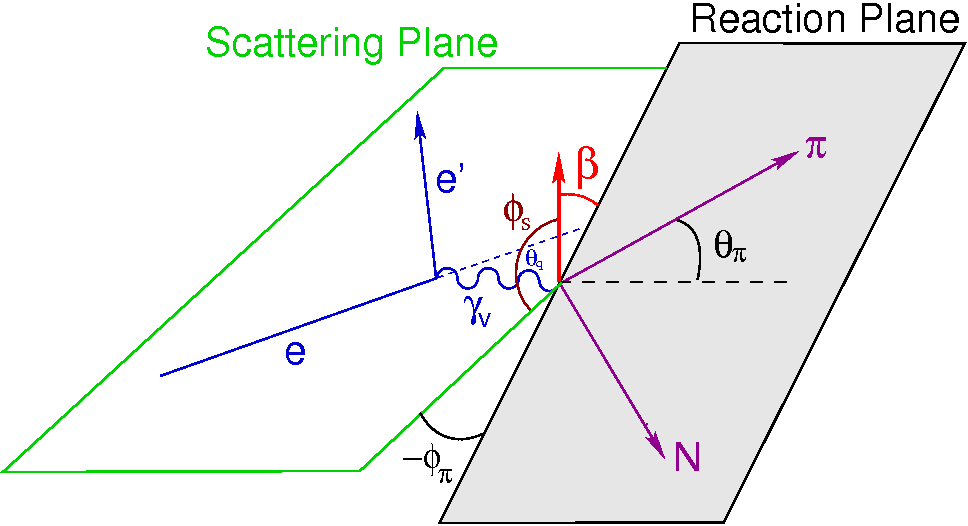 Reaction Plane
Scattering Plane
π
β
e'
ϕs
θπ
θq
γv
e
N
−ϕπ